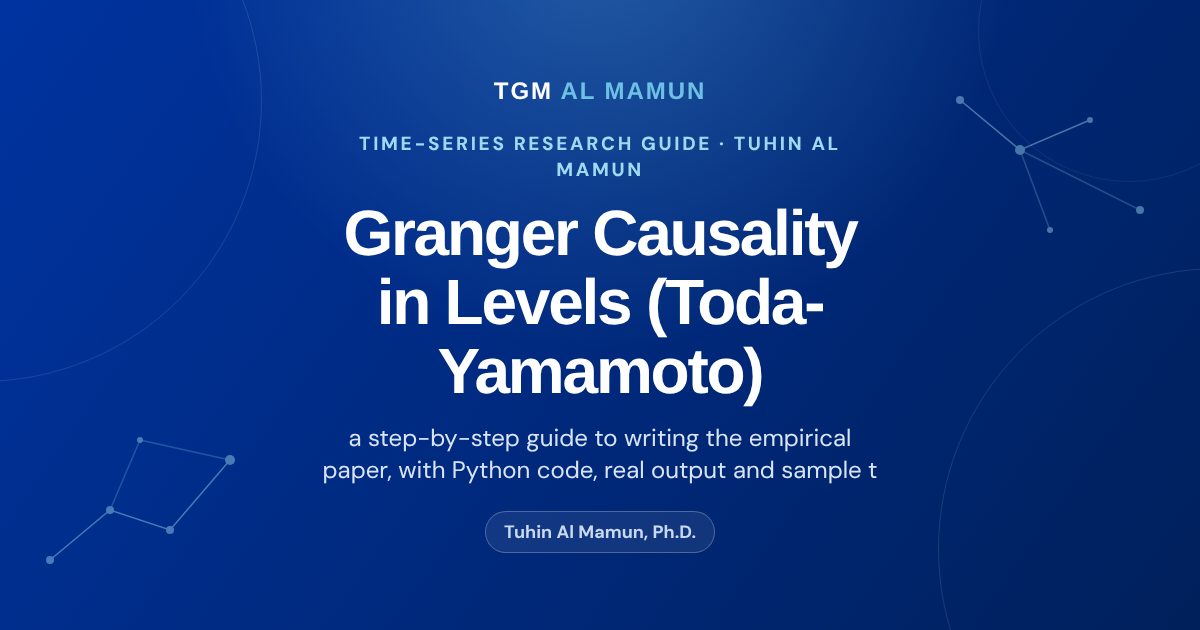 TGM AL MAMUN
TIME-SERIES RESEARCH GUIDE · TUHIN AL
MAMUN
Granger Causality
in Levels (Toda-
Yamamoto)
a step-by-step guide to writing the empirical
paper, with Python code, real output and sample t
Tuhin Al Mamun, Ph.D.